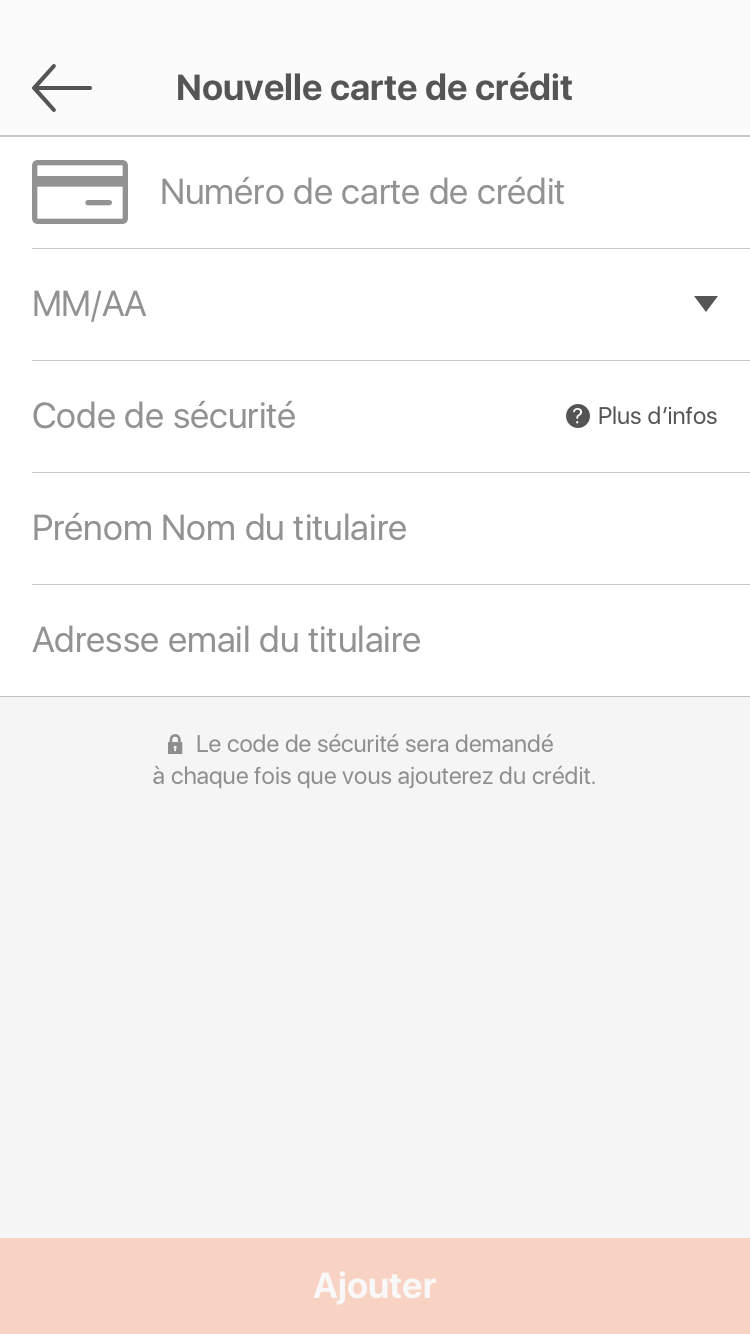 Nouvelle carte de crédit
Numéro de carte de crédit
MM/AA
Code de sécurité
? Plus d’infos
Prénom Nom du titulaire
Adresse email du titulaire
Le code de sécurité sera demandé
à chaque fois que vous ajouterez du crédit.
Ajouter